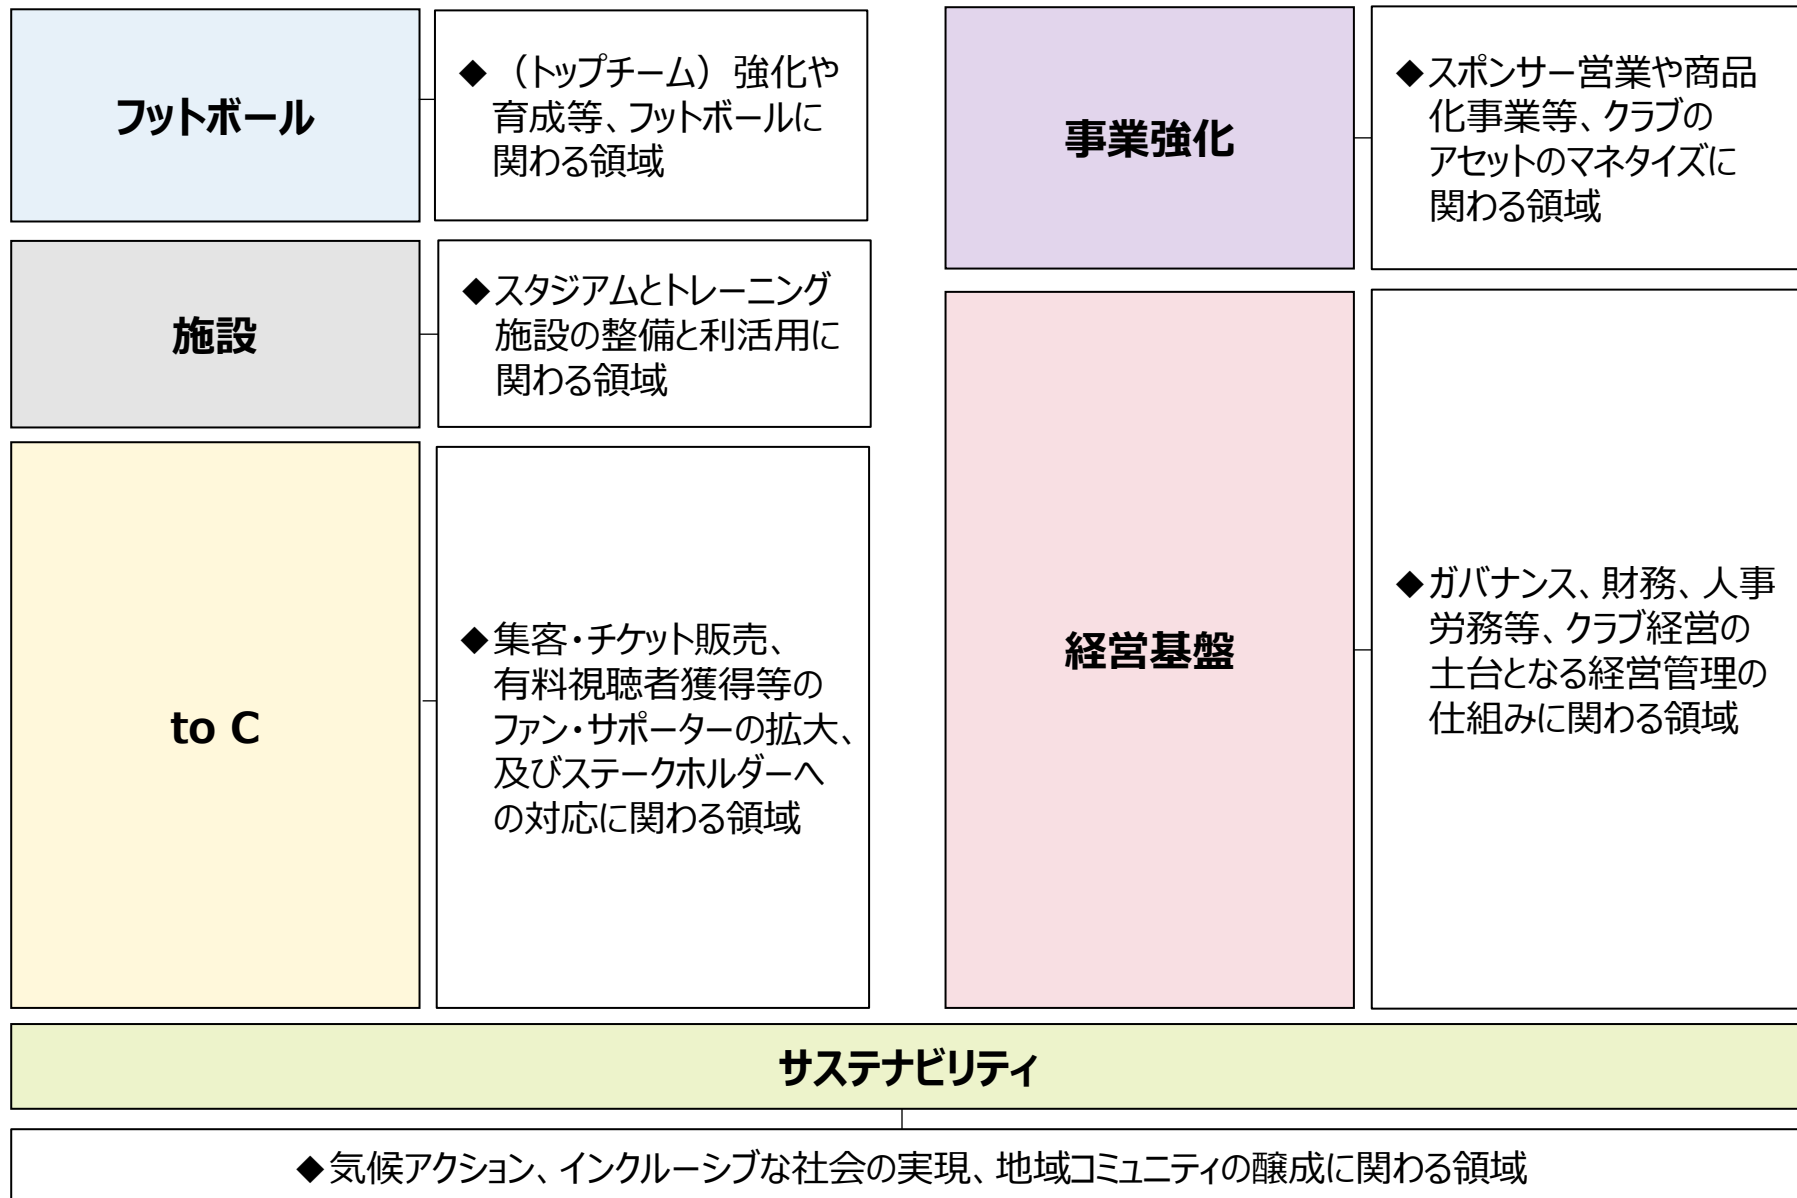 フットボール
◆（トップチーム）強化や
育成等、フットボールに
関わる領域
施設
◆スタジアムとトレーニング
施設の整備と利活用に
関わる領域
to C
◆集客・チケット販売、
有料視聴者獲得等の
ファン・サポーターの拡大、
及びステークホルダーへ
の対応に関わる領域
事業強化
◆スポンサー営業や商品
化事業等、クラブの
アセットのマネタイズに
関わる領域
経営基盤
◆ガバナンス、財務、人事
労務等、クラブ経営の
土台となる経営管理の
仕組みに関わる領域
サステナビリティ
◆気候アクション、インクルーシブな社会の実現、地域コミュニティの醸成に関わる領域